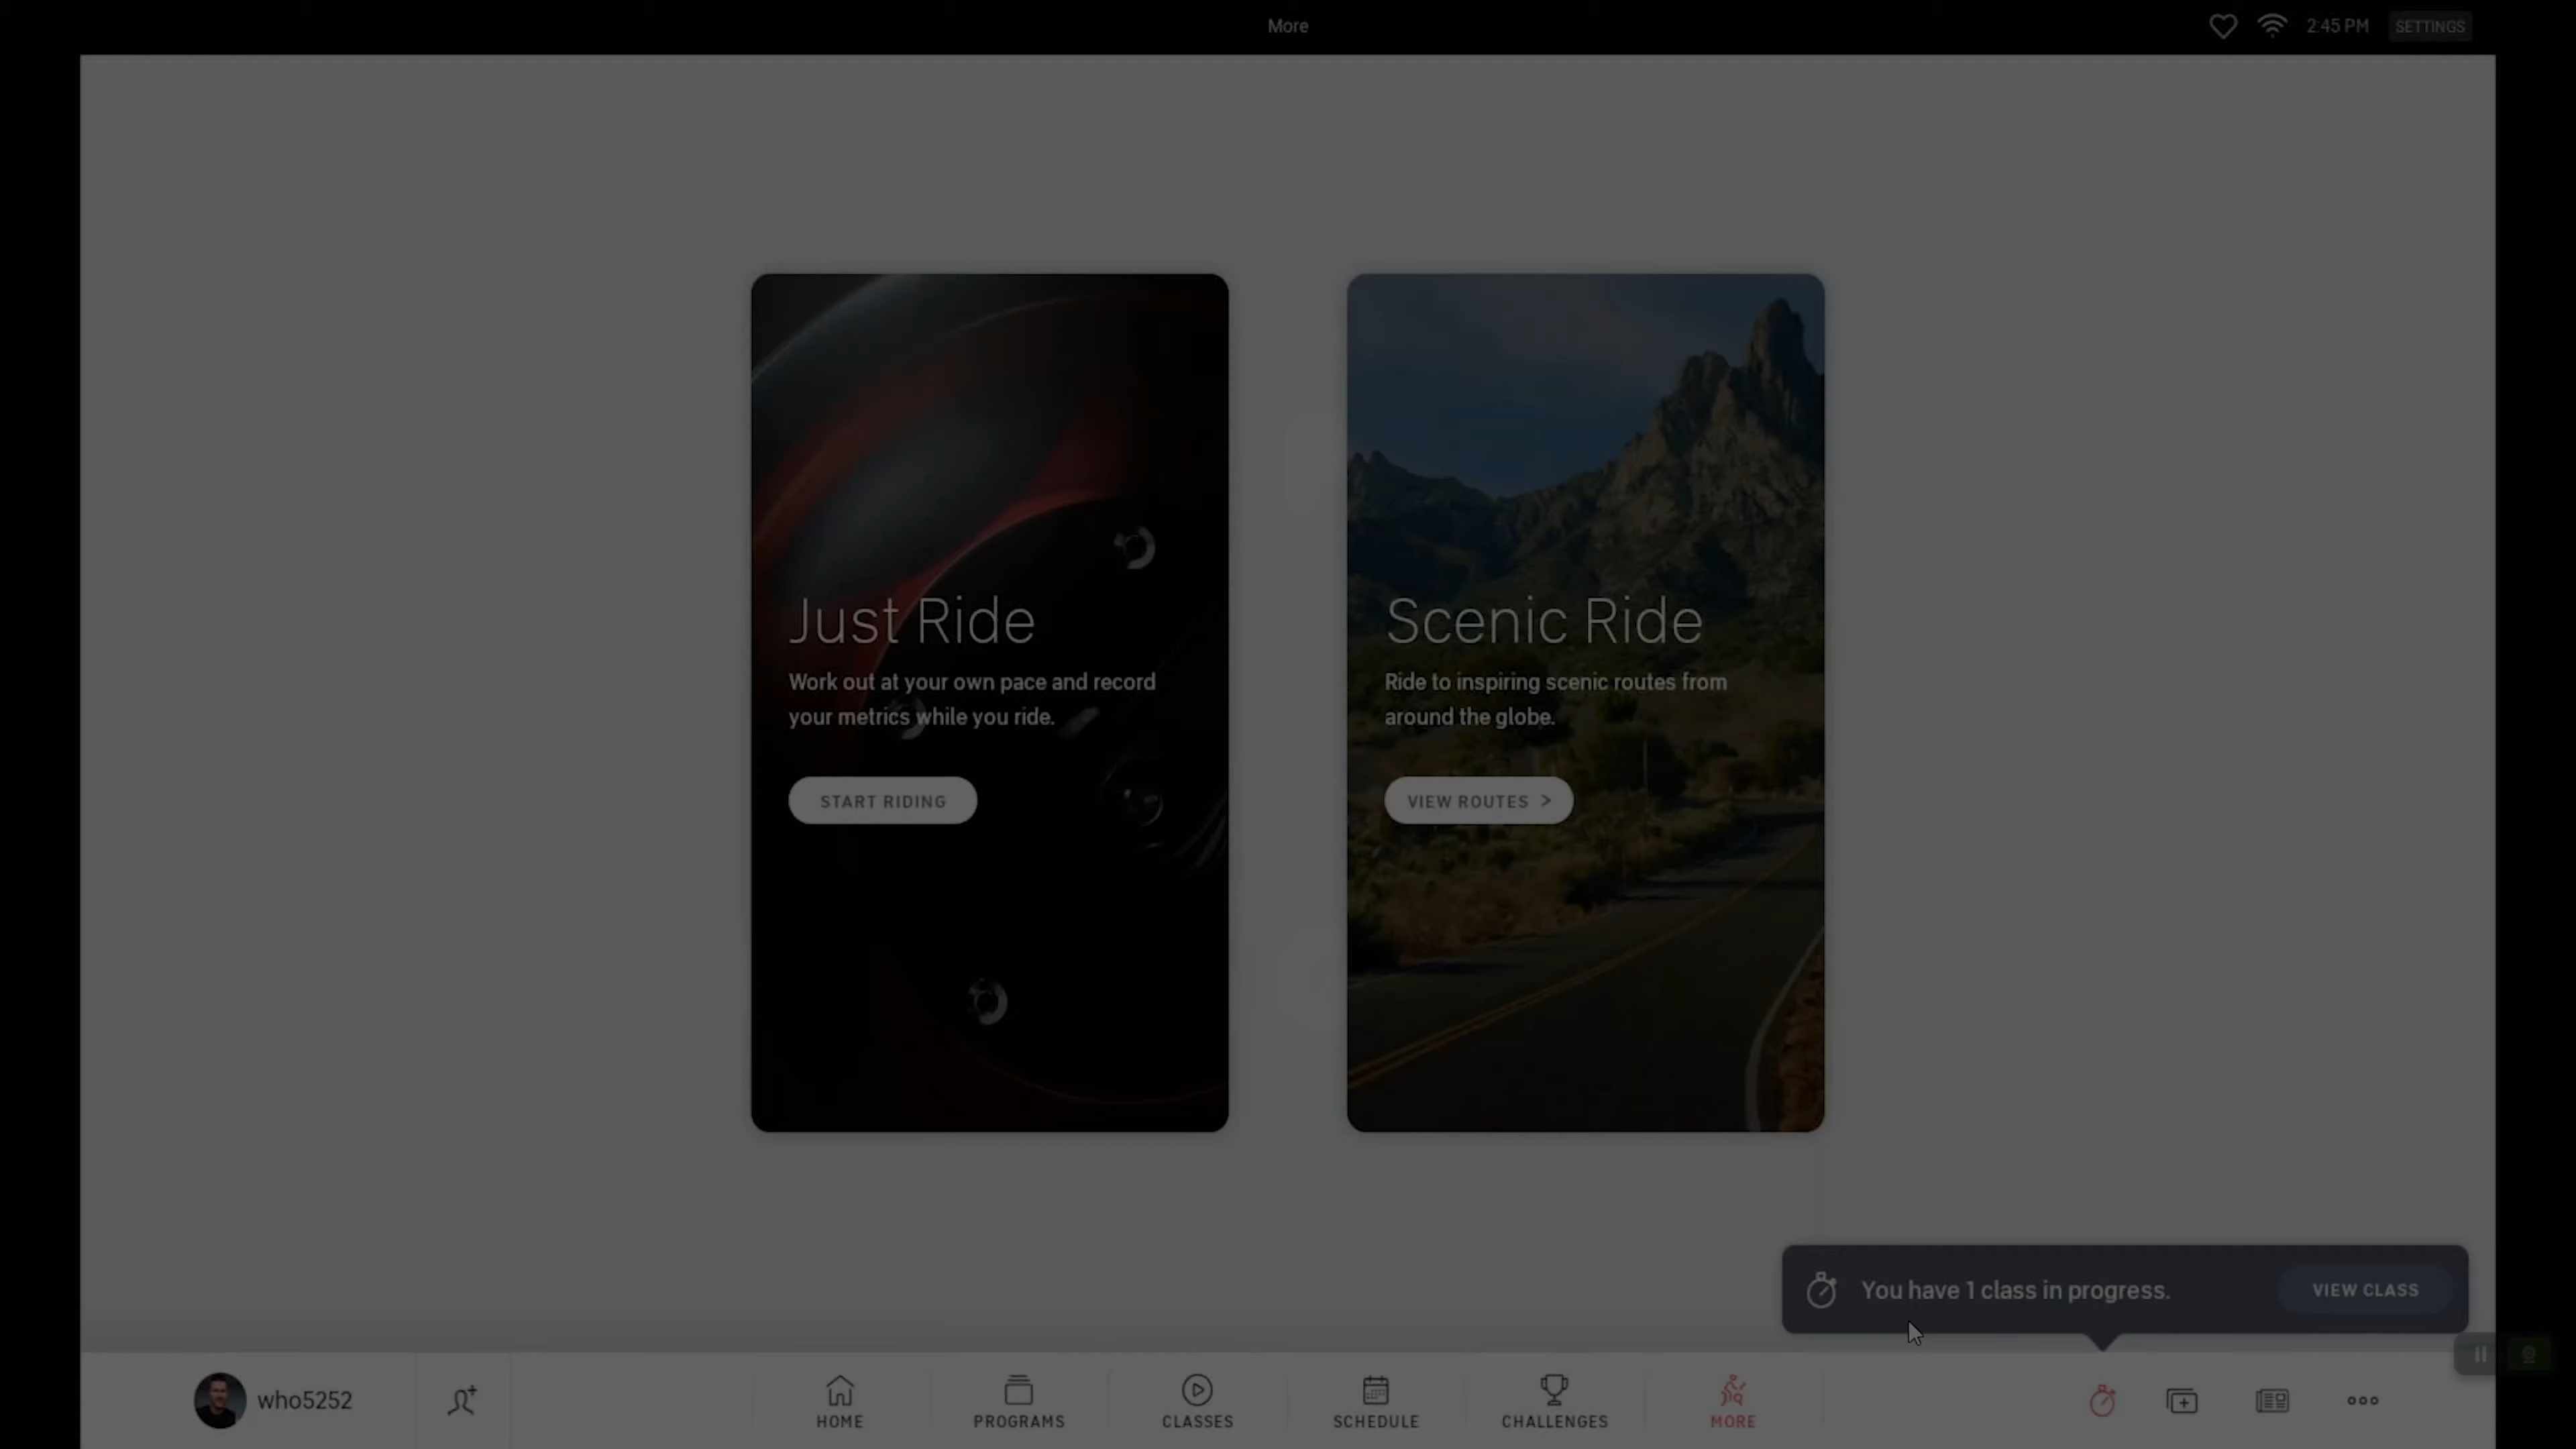 More
2:45 PM
SETTINGS
Just Ride
Work out at your own pace and record
your metrics while you ride.
START RIDING
Scenic Ride
Ride to inspiring scenic routes from
around the globe.
VIEW ROUTES >
You have 1 class in progress.
VIEW CLASS
who5252
HOME
PROGRAMS
CLASSES
SCHEDULE
CHALLENGES
MORE